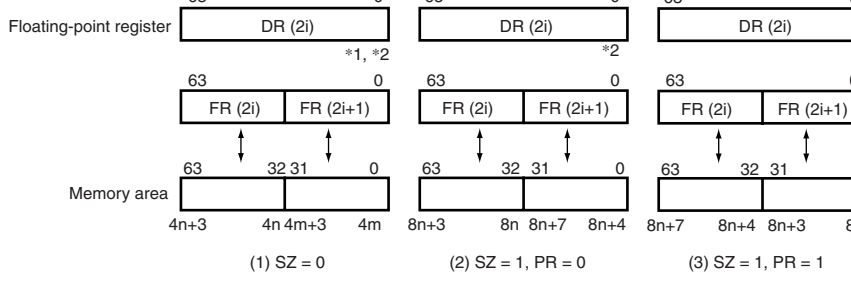 Floating-point register DR (2i) DR (2i) DR (2i)
*1, *2 *2
63 0 63 0 63
FR (2i) FR (2i+1) FR (2i) FR (2i+1) FR (2i) FR (2i+1)
63 32 31 0 63 32 31 0 63 32 31
Memory area
4n+3 4n 4m+3 4m 8n+3 8n 8n+7 8n+4 8n+7 8n+4 8n+3
(1) SZ = 0 (2) SZ = 1, PR = 0 (3) SZ = 1, PR = 1